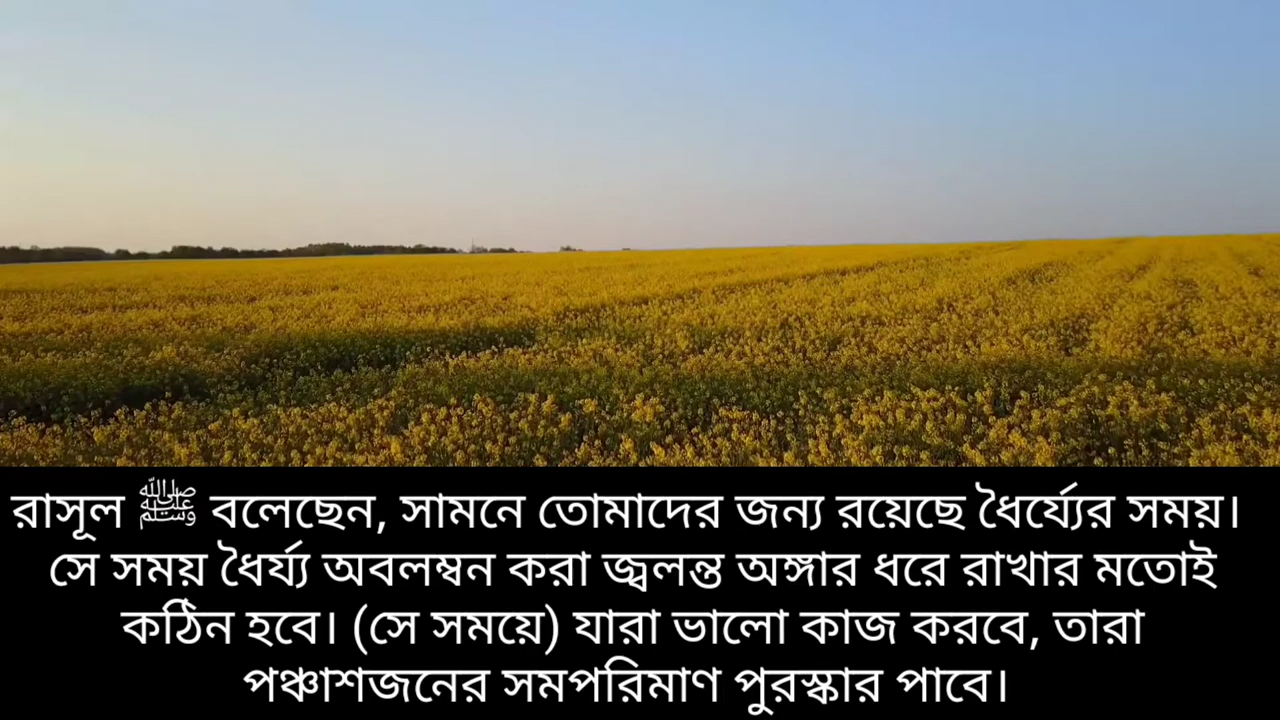 রাসূল ﷺ বলেছেন, সামনে তোমাদের জন্য রয়েছে ধৈর্য্যের সময়।
সে সময় ধৈর্য্য অবলম্বন করা জ্বলন্ত অঙ্গার ধরে রাখার মতোই
কঠিন হবে। (সে সময়ে) যারা ভালো কাজ করবে, তারা
পঞ্চাশজনের সমপরিমাণ পুরস্কার পাবে।